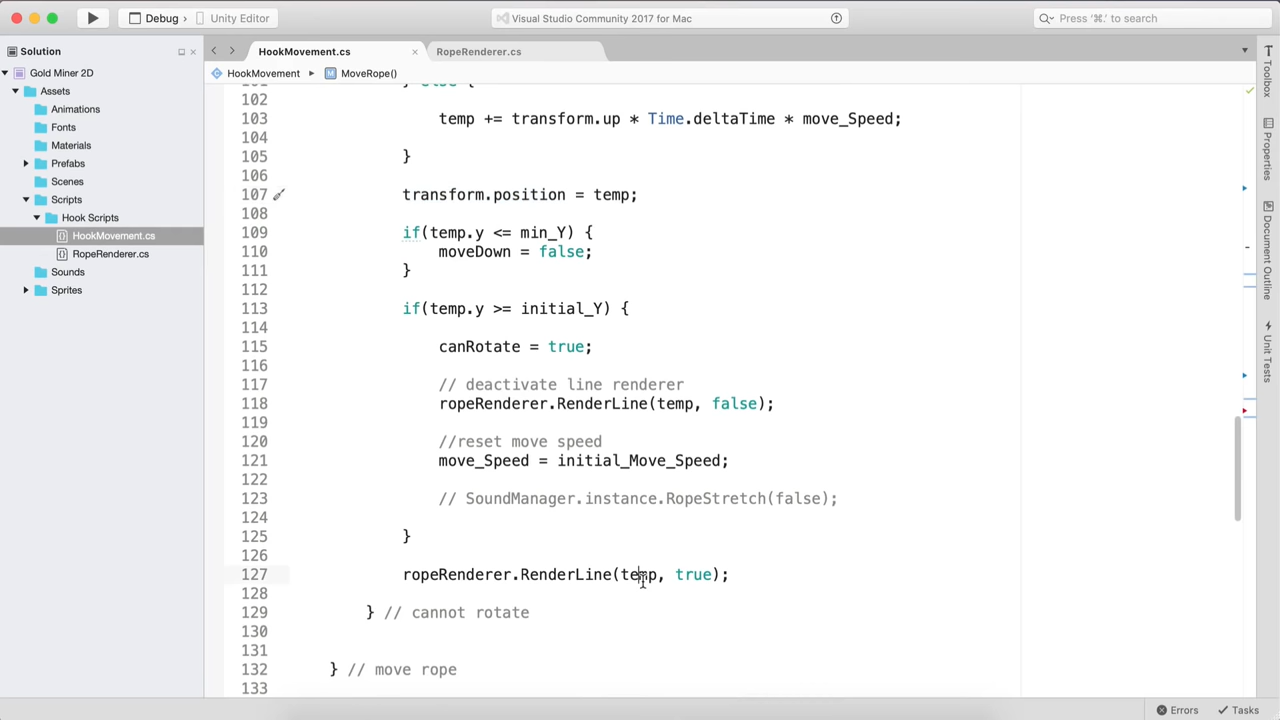 Debug
Unity Editor
Visual Studio Community 2017 for Mac
Press '⌘.' to search
Solution
HookMovement.cs
RopeRenderer.cs
HookMovement
MoveRope()
Gold Miner 2D
Assets
Animations
Fonts
Materials
Prefabs
Scenes
Scripts
Hook Scripts
HookMovement.cs
RopeRenderer.cs
Sounds
Sprites
102
103 temp += transform.up * Time.deltaTime * move_Speed;
104
105 }
106
107 transform.position = temp;
108
109 if(temp.y <= min_Y) {
110 moveDown = false;
111 }
112
113 if(temp.y >= initial_Y) {
114
115 canRotate = true;
116
117 // deactivate line renderer
118 ropeRenderer.RenderLine(temp, false);
119
120 //reset move speed
121 move_Speed = initial_Move_Speed;
122
123 // SoundManager.instance.RopeStretch(false);
124
125 }
126
127 ropeRenderer.RenderLine(temp, true);
128
129 } // cannot rotate
130
131
132 } // move rope
133
Toolbox
Properties
Document Outline
Unit Tests
Errors
Tasks